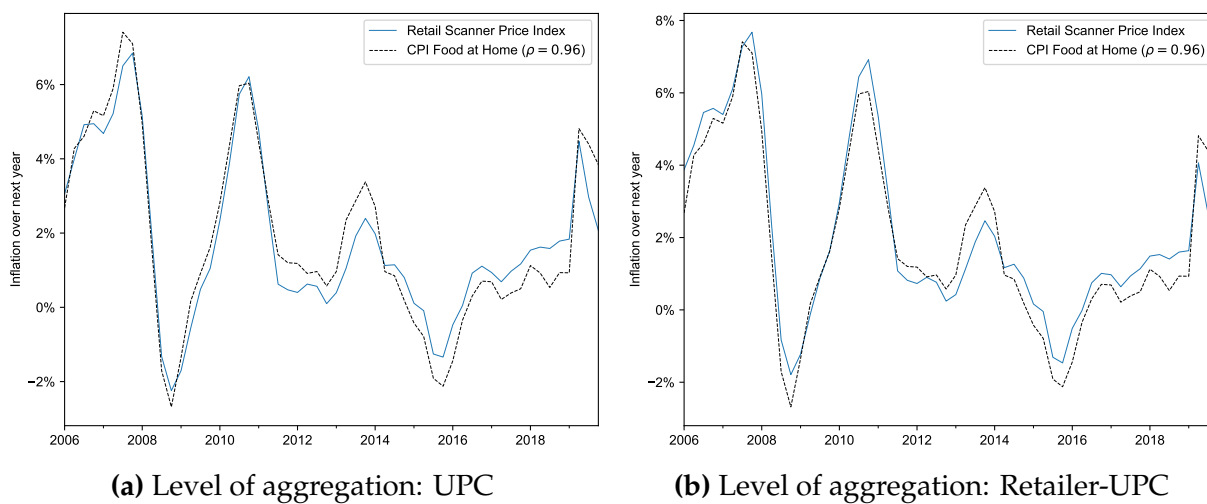 Retail Scanner Price Index
CPI Food at Home (ρ = 0.96)
Inflation over next year
6%
4%
2%
0%
−2%
2006 2008 2010 2012 2014 2016 2018
(a) Level of aggregation: UPC
Retail Scanner Price Index
CPI Food at Home (ρ = 0.96)
Inflation over next year
8%
6%
4%
2%
0%
−2%
2006 2008 2010 2012 2014 2016 2018
(b) Level of aggregation: Retailer-UPC